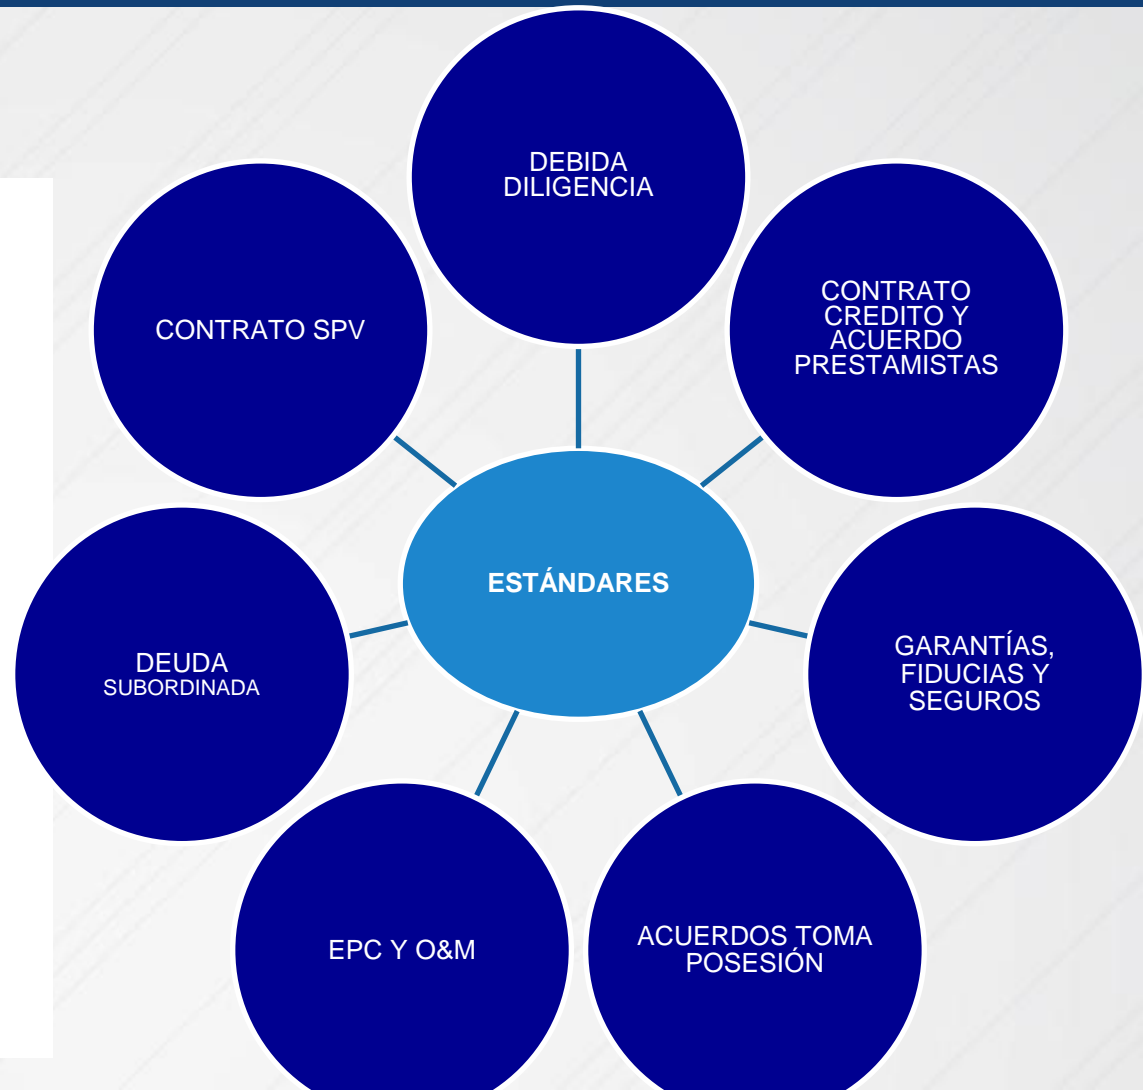 DEBIDA
DILIGENCIA
CONTRATO
CREDITO Y
ACUERDO
PRESTAMISTAS
GARANTÍAS,
FIDUCIAS Y
SEGUROS
ACUERDOS TOMA
POSESIÓN
EPC Y O&M
DEUDA
SUBORDINADA
CONTRATO SPV
ESTÁNDARES